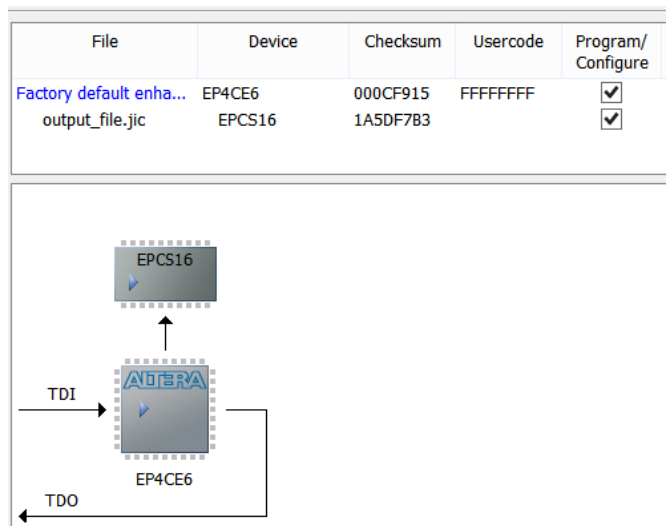 File Device Checksum Usercode Program/
Configure
Factory default enha... EP4CE6 000CF915 FFFFFFFF
output_file.jic EPCS16 1A5DF7B3
EPCS16
ALTERA
TDI
EP4CE6
TDO